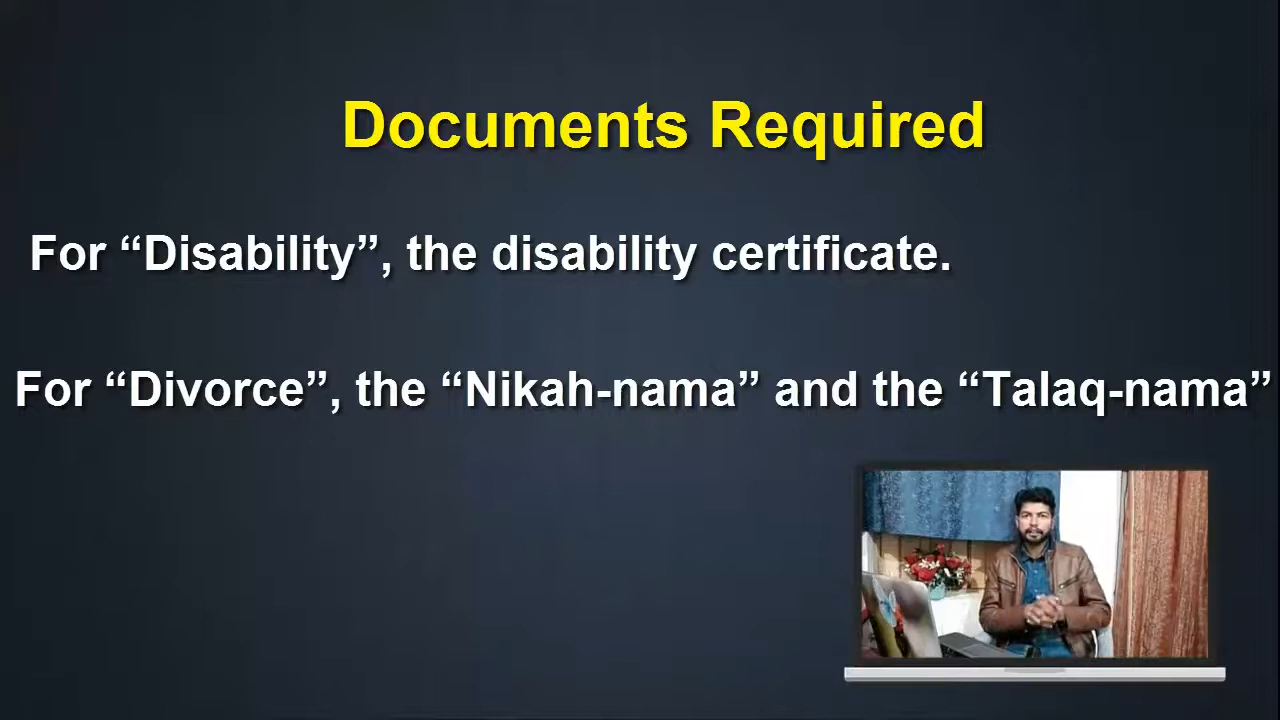 Documents Required
For “Disability”, the disability certificate.
For “Divorce”, the “Nikah-nama” and the “Talaq-nama”